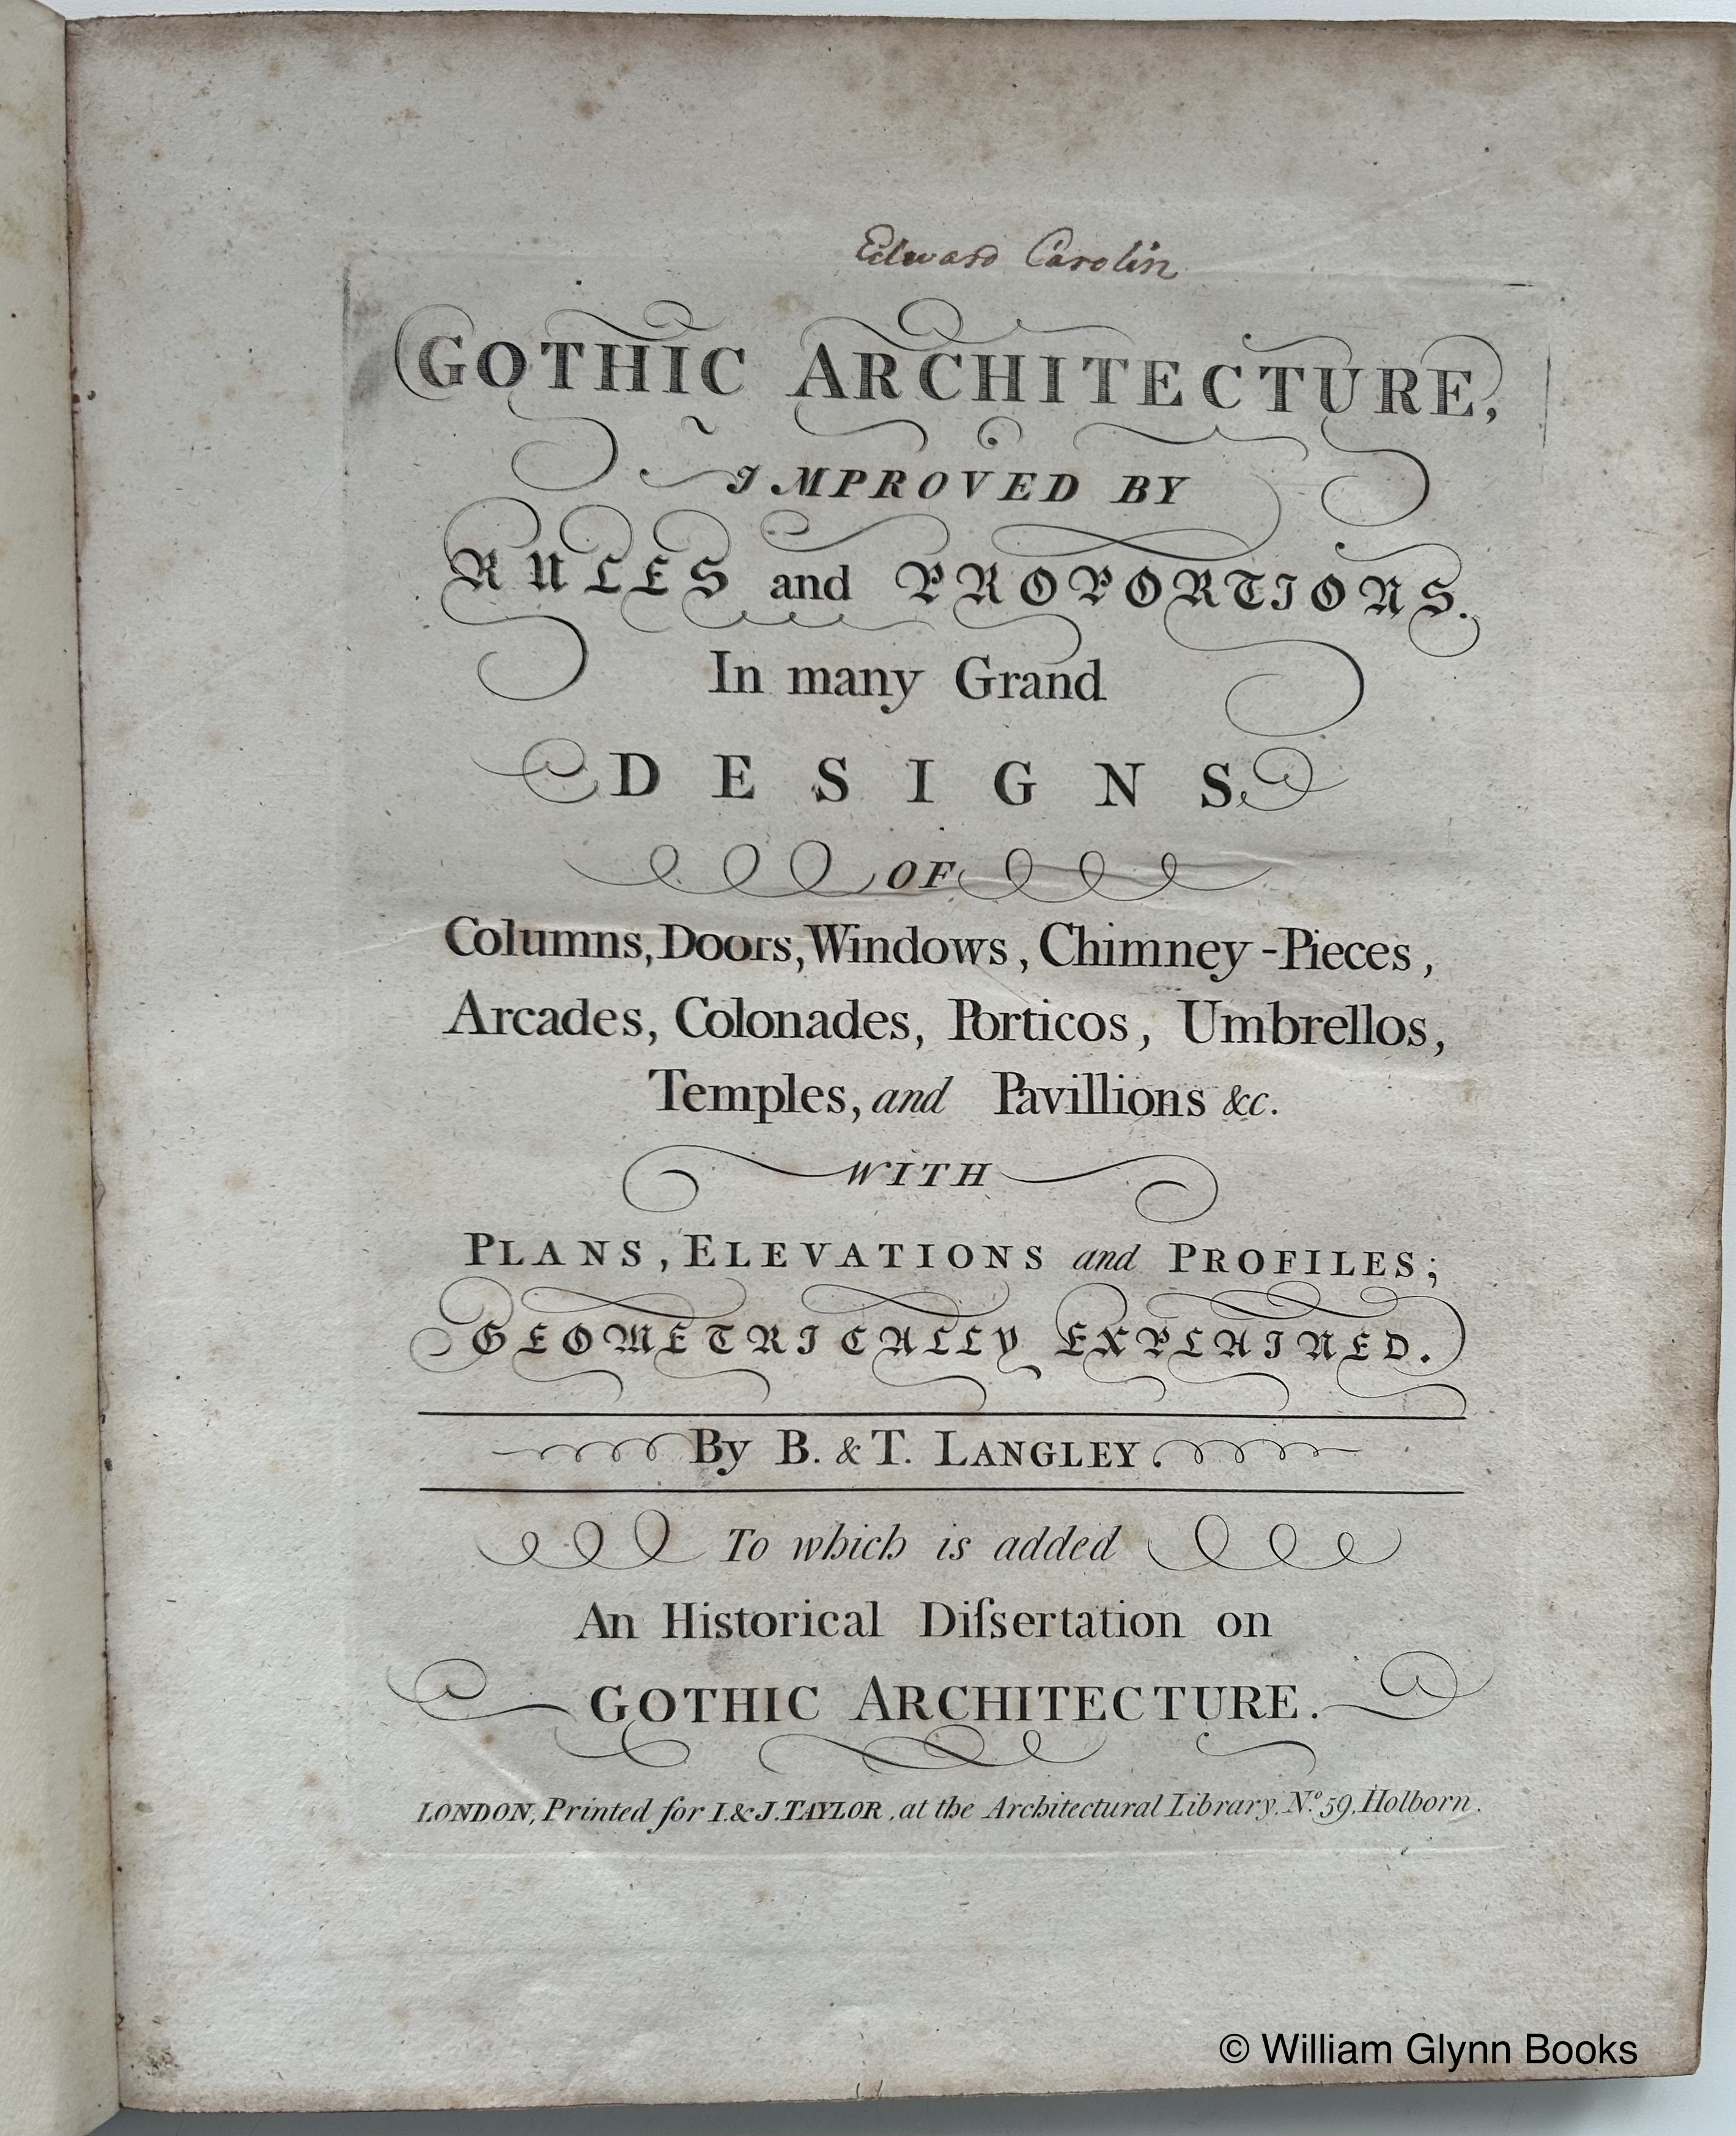 Edward Carolin
GOTHIC ARCHITECTURE,
IMPROVED BY
RULES and PROPORTIONS.
In many Grand
DESIGNS
OF
Columns, Doors, Windows, Chimney-Pieces,
Arcades, Colonades, Porticos, Umbrellos,
Temples, and Pavillions &c.
WITH
PLANS, ELEVATIONS and PROFILES;
GEOMETRICALLY EXPLAINED.
By B. & T. LANGLEY.
To which is added
An Historical Diſsertation on
GOTHIC ARCHITECTURE.
LONDON, Printed for I. & J. TAYLOR, at the Architectural Library, No. 59, Holborn.
© William Glynn Books